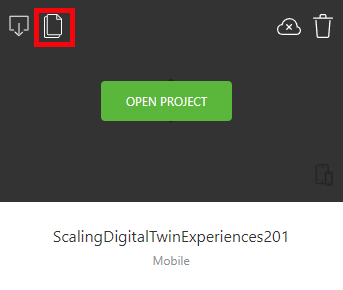 OPEN PROJECT
ScalingDigitalTwinExperiences201
Mobile